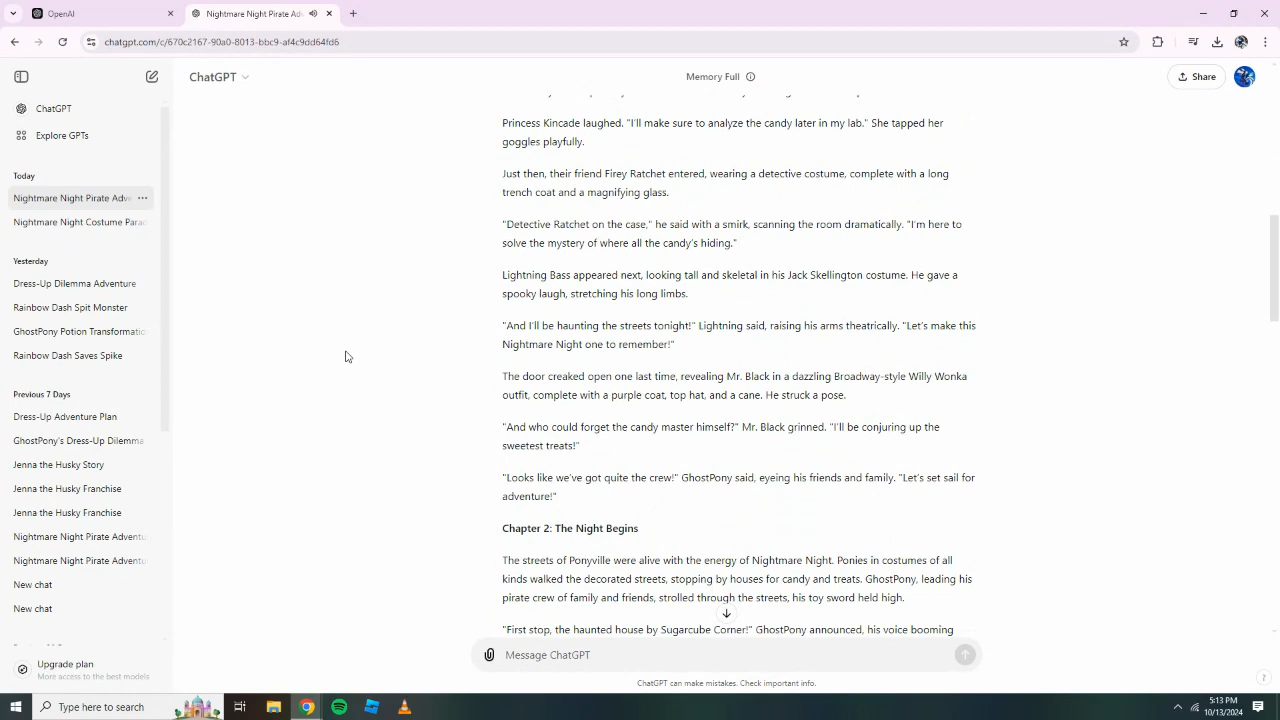 OpenAI
Nightmare Night Pirate Adv
chatgpt.com/c/670c2167-90a0-8013-bbc9-af4c9dd64fd6
ChatGPT
Memory Full
Share
ChatGPT
Explore GPTs
Today
Nightmare Night Pirate Adve
Nightmare Night Costume Parad
Yesterday
Dress-Up Dilemma Adventure
Rainbow Dash Spit Monster
GhostPony Potion Transformatio
Rainbow Dash Saves Spike
Previous 7 Days
Dress-Up Adventure Plan
GhostPony's Dress-Up Dilemma
Jenna the Husky Story
Jenna the Husky Franchise
Jenna the Husky Franchise
Nightmare Night Pirate Adventu
Nightmare Night Pirate Adventu
New chat
New chat
Upgrade plan
More access to the best models
Princess Kincade laughed. "I'll make sure to analyze the candy later in my lab." She tapped her
goggles playfully.
Just then, their friend Firey Ratchet entered, wearing a detective costume, complete with a long
trench coat and a magnifying glass.
"Detective Ratchet on the case," he said with a smirk, scanning the room dramatically. "I'm here to
solve the mystery of where all the candy's hiding."
Lightning Bass appeared next, looking tall and skeletal in his Jack Skellington costume. He gave a
spooky laugh, stretching his long limbs.
"And I'll be haunting the streets tonight!" Lightning said, raising his arms theatrically. "Let's make this
Nightmare Night one to remember!"
The door creaked open one last time, revealing Mr. Black in a dazzling Broadway-style Willy Wonka
outfit, complete with a purple coat, top hat, and a cane. He struck a pose.
"And who could forget the candy master himself?" Mr. Black grinned. "I'll be conjuring up the
sweetest treats!"
"Looks like we've got quite the crew!" GhostPony said, eyeing his friends and family. "Let's set sail for
adventure!"
Chapter 2: The Night Begins
The streets of Ponyville were alive with the energy of Nightmare Night. Ponies in costumes of all
kinds walked the decorated streets, stopping by houses for candy and treats. GhostPony, leading his
pirate crew of family and friends, strolled through the streets, his toy sword held high.
"First stop, the haunted house by Sugarcube Corner!" GhostPony announced, his voice booming
Message ChatGPT
ChatGPT can make mistakes. Check important info.
?
Type here to search
5:13 PM
10/13/2024